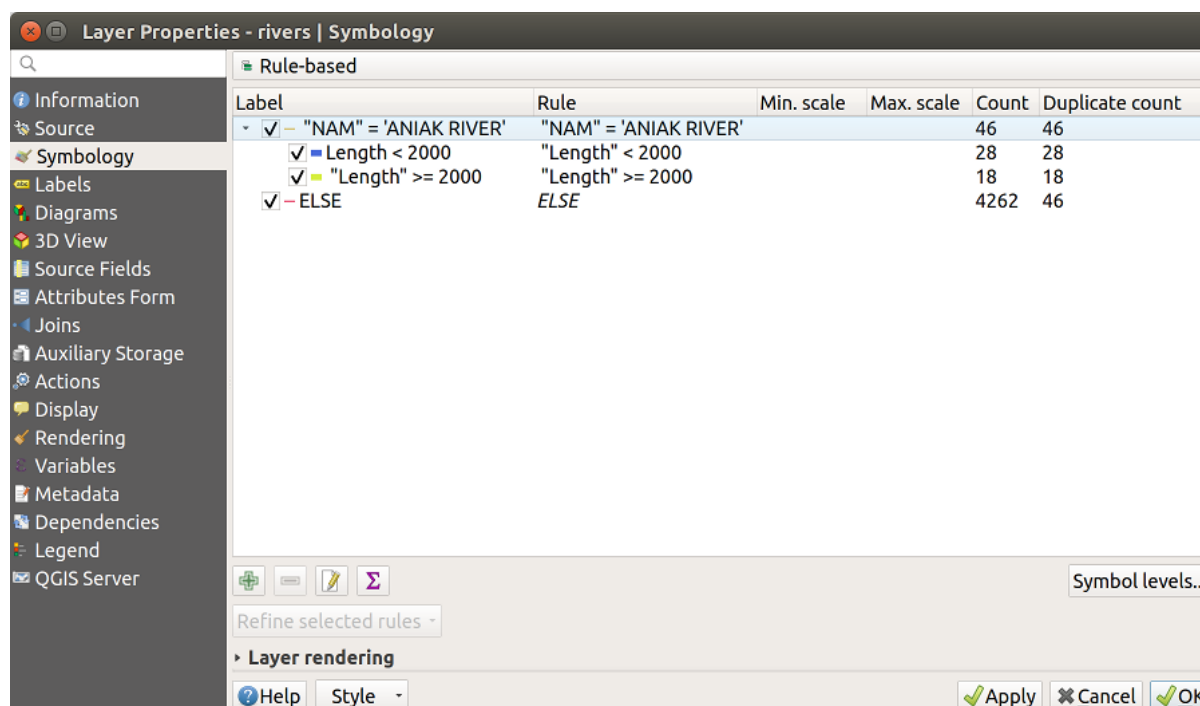 Layer Properties - rivers | Symbology
Rule-based
Information
Source
Symbology
Labels
Diagrams
3D View
Source Fields
Attributes Form
Joins
Auxiliary Storage
Actions
Display
Rendering
Variables
Metadata
Dependencies
Legend
QGIS Server
Label Rule Min. scale Max. scale Count Duplicate count
"NAM" = 'ANIAK RIVER' "NAM" = 'ANIAK RIVER' 46 46
Length < 2000 "Length" < 2000 28 28
"Length" >= 2000 "Length" >= 2000 18 18
ELSE ELSE 4262 46
Symbol levels..
Refine selected rules
Layer rendering
Help Style Apply Cancel OK